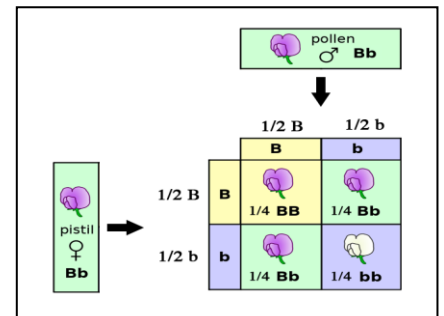 pollen
♂ Bb
1/2 B 1/2 b
B b
pistil
♀
Bb
1/2 B B 1/4 BB 1/4 Bb
1/2 b b 1/4 Bb 1/4 bb